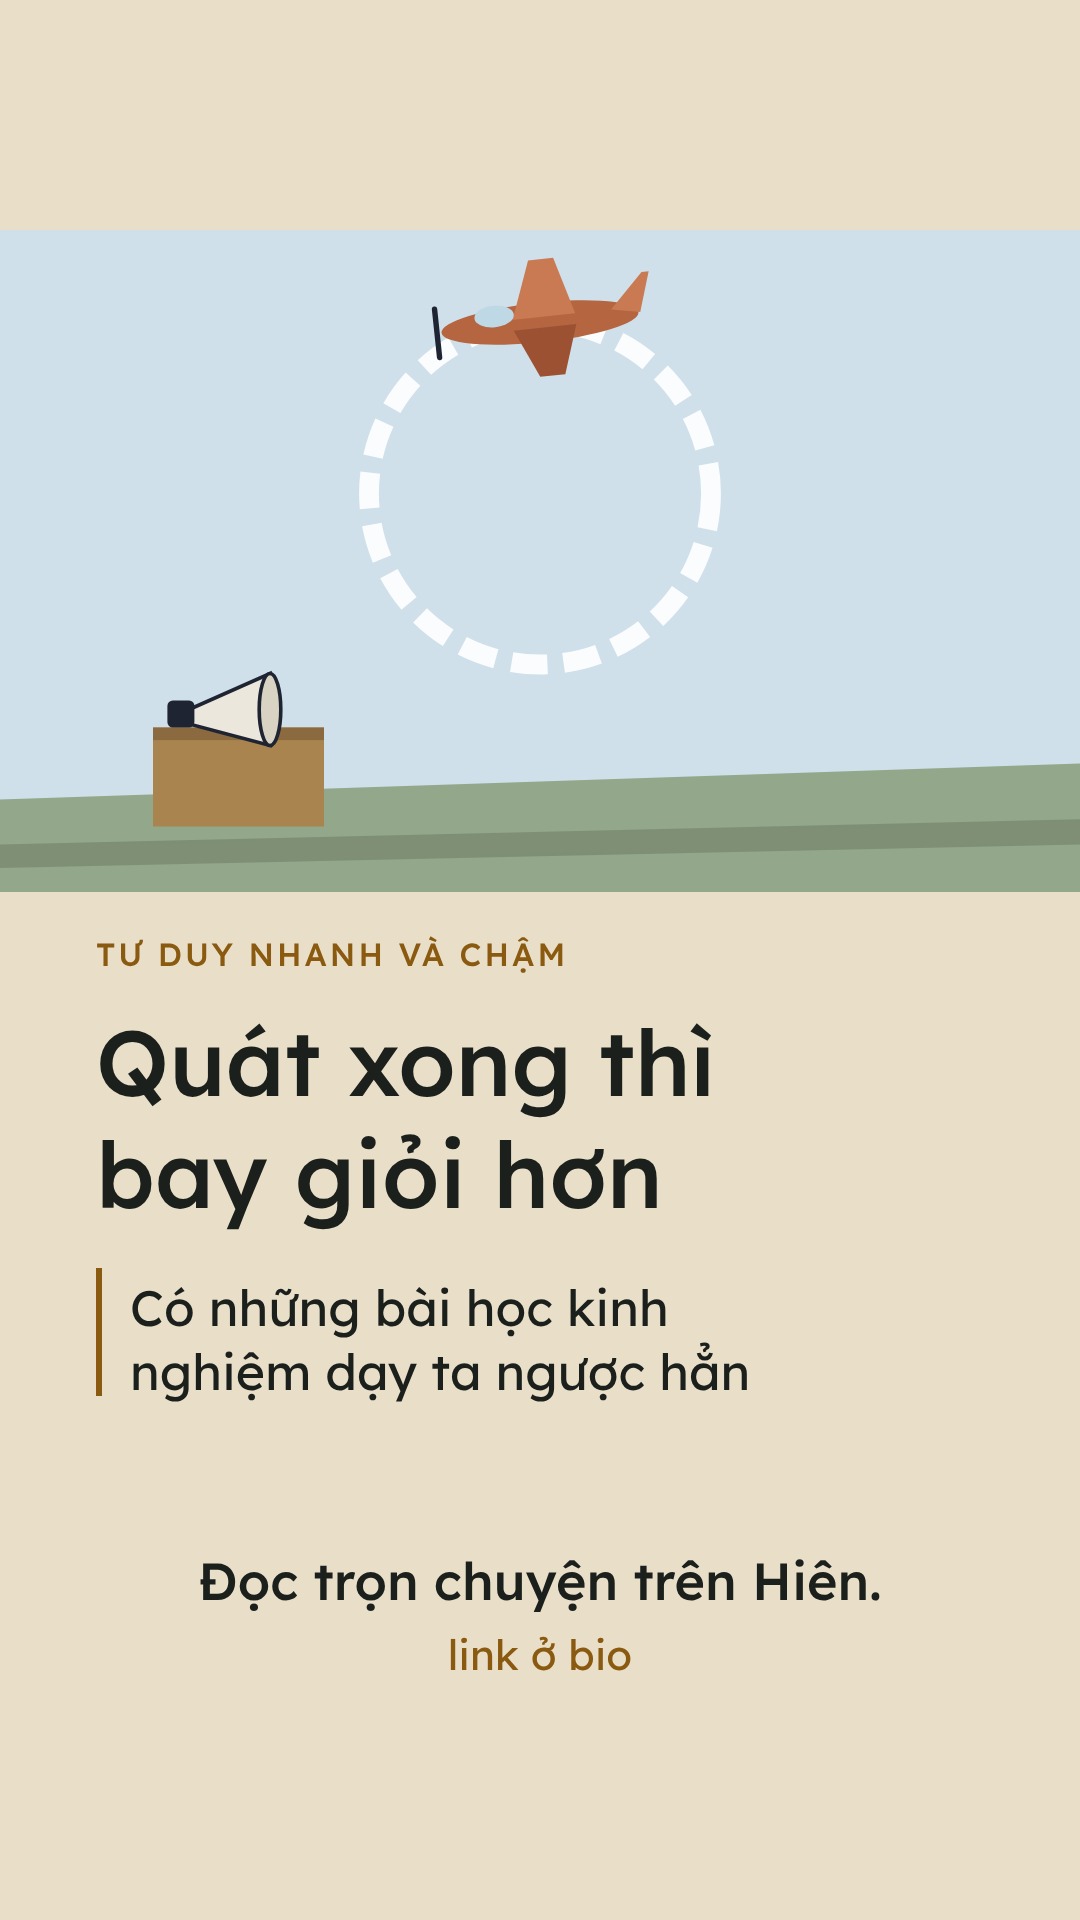 TƯ DUY NHANH VÀ CHẬM
Quát xong thì
bay giỏi hơn
Có những bài học kinh
nghiệm dạy ta ngược hẳn
Đọc trọn chuyện trên Hiên.
link ở bio